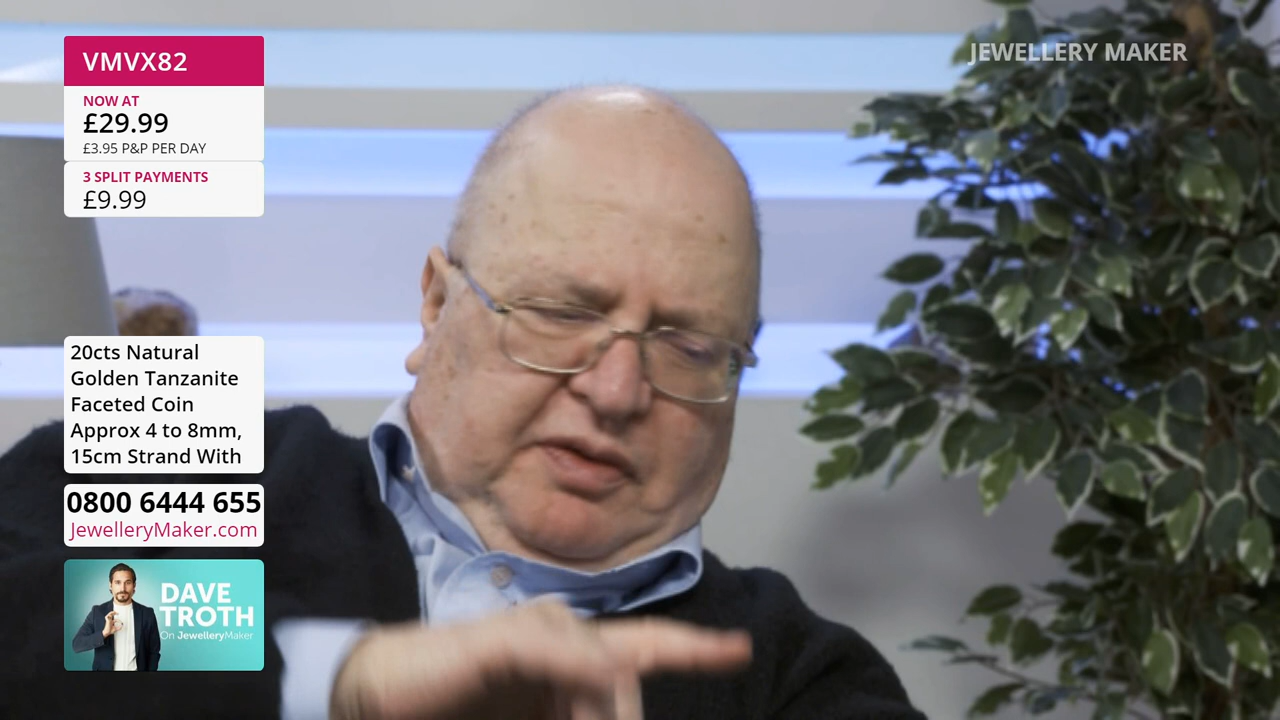 VMVX82
NOW AT
£29.99
£3.95 P&P PER DAY
3 SPLIT PAYMENTS
£9.99
JEWELLERY MAKER
20cts Natural
Golden Tanzanite
Faceted Coin
Approx 4 to 8mm,
15cm Strand With
0800 6444 655
JewelleryMaker.com
DAVE
TROTH
On JewelleryMaker